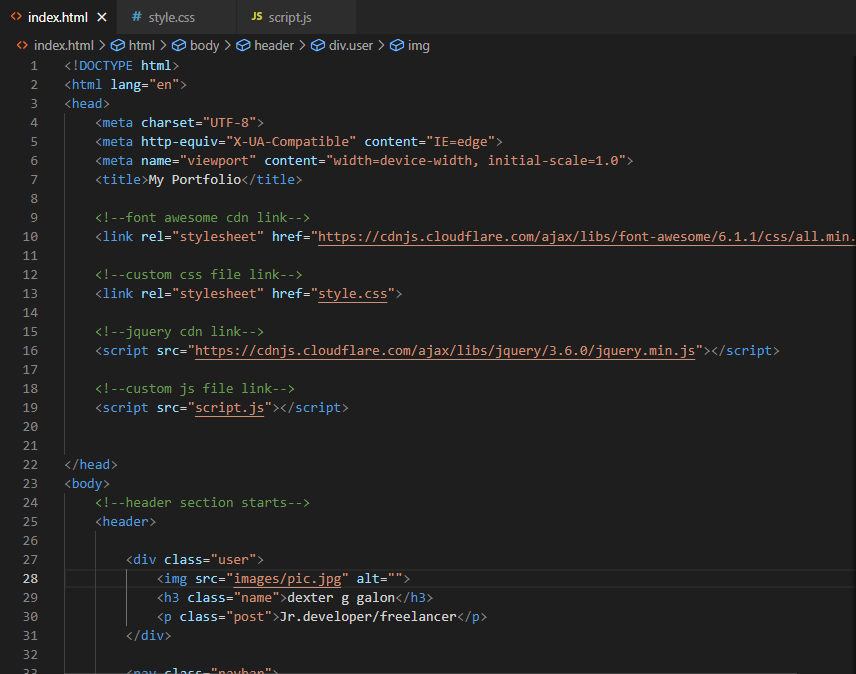 index.html
style.css
script.js
index.html > html > body > header > div.user > img
1 <!DOCTYPE html>
2 <html lang="en">
3 <head>
4 <meta charset="UTF-8">
5 <meta http-equiv="X-UA-Compatible" content="IE=edge">
6 <meta name="viewport" content="width=device-width, initial-scale=1.0">
7 <title>My Portfolio</title>
8
9 <!--font awesome cdn link-->
10 <link rel="stylesheet" href="https://cdnjs.cloudflare.com/ajax/libs/font-awesome/6.1.1/css/all.min.
11
12 <!--custom css file link-->
13 <link rel="stylesheet" href="style.css">
14
15 <!--jquery cdn link-->
16 <script src="https://cdnjs.cloudflare.com/ajax/libs/jquery/3.6.0/jquery.min.js"></script>
17
18 <!--custom js file link-->
19 <script src="script.js"></script>
20
21
22 </head>
23 <body>
24 <!--header section starts-->
25 <header>
26
27 <div class="user">
28 <img src="images/pic.jpg" alt="">
29 <h3 class="name">dexter g galon</h3>
30 <p class="post">Jr.developer/freelancer</p>
31 </div>
32
33 <nav class="navbar">